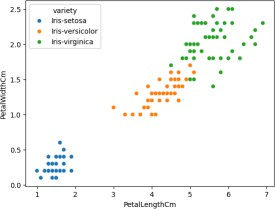 variety
Iris-setosa
Iris-versicolor
Iris-virginica
2.5
2.0
1.5
1.0
0.5
0.0
PetalWidthCm
1 2 3 4 5 6 7
PetalLengthCm